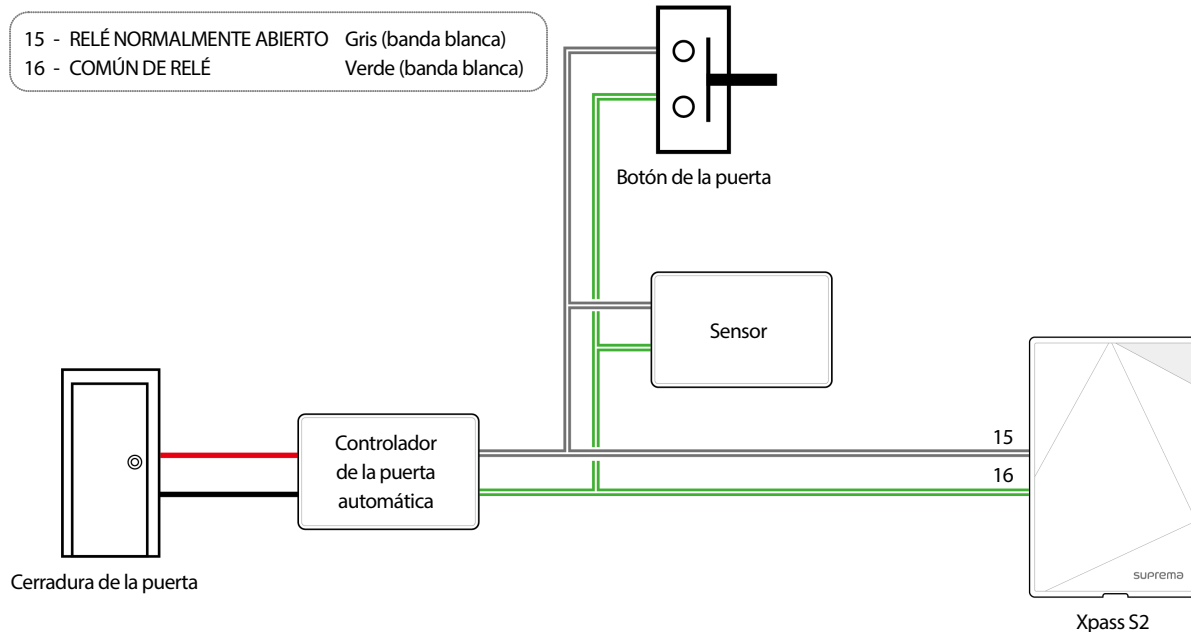 15 - RELÉ NORMALMENTE ABIERTO Gris (banda blanca)
16 - COMÚN DE RELÉ Verde (banda blanca)
Botón de la puerta
Sensor
Controlador
de la puerta
automática
15
16
Cerradura de la puerta
suprema
Xpass S2